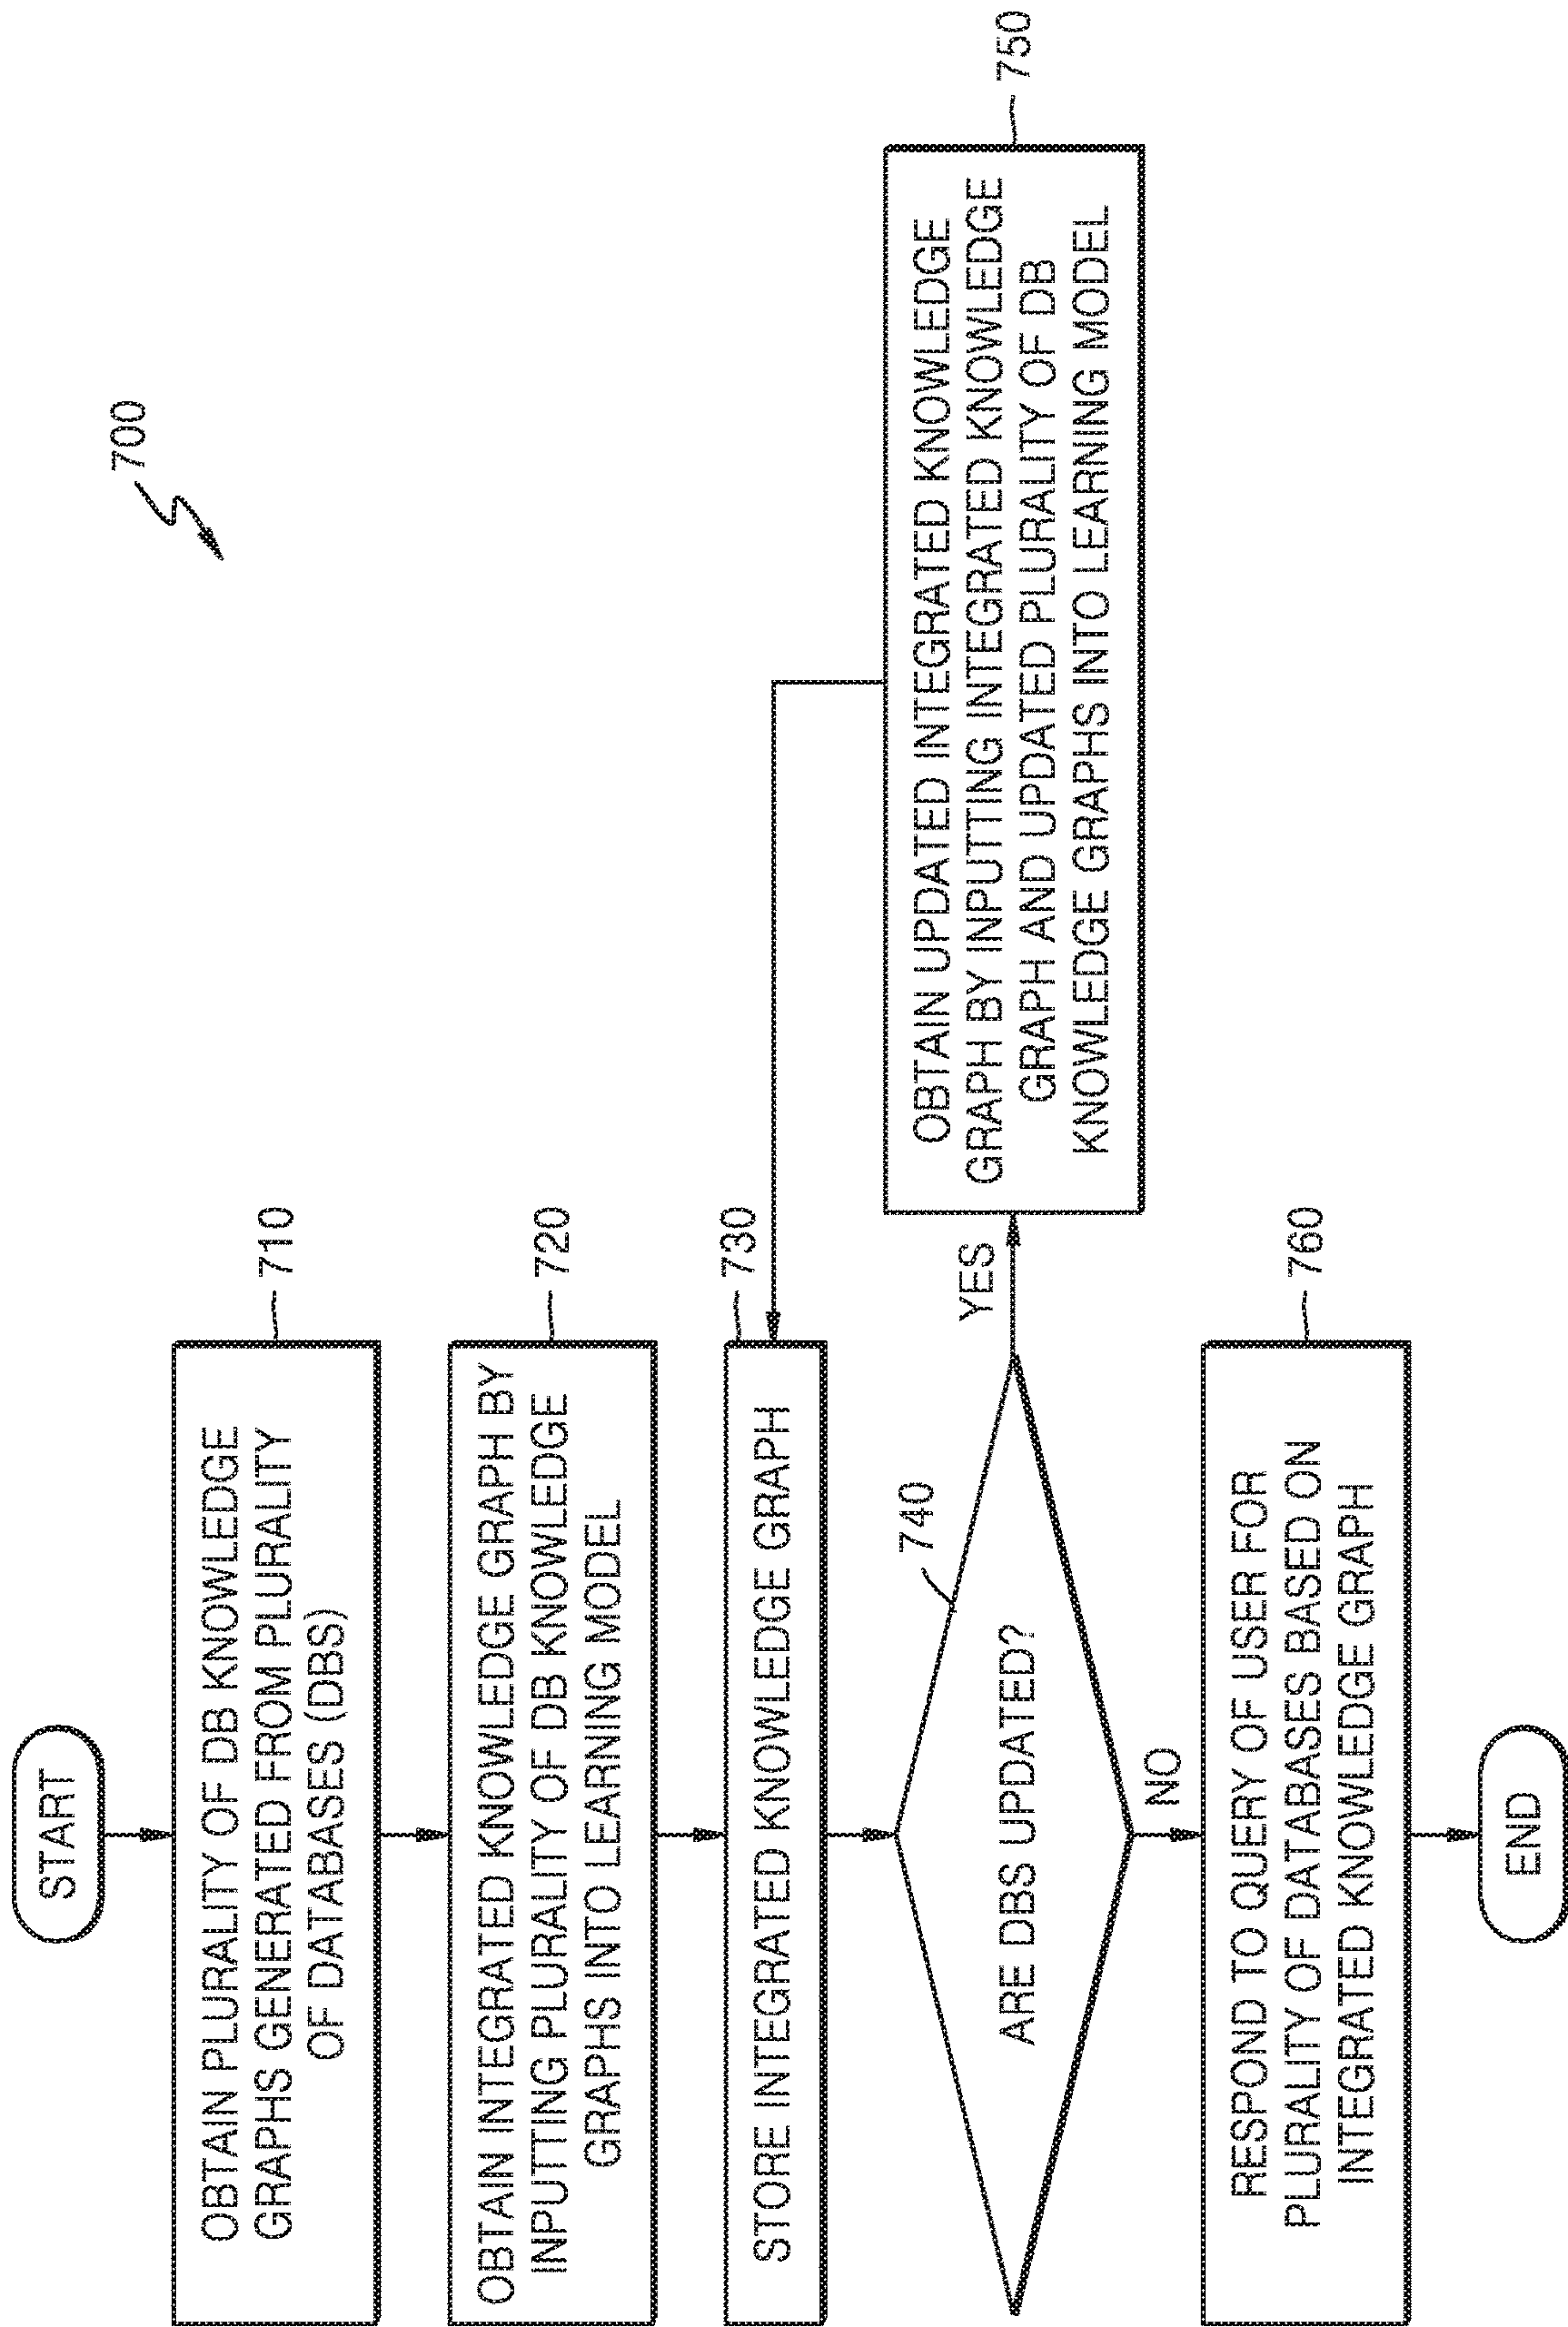 700
START
OBTAIN PLURALITY OF DB KNOWLEDGE
GRAPHS GENERATED FROM PLURALITY
OF DATABASES (DBS)
710
OBTAIN INTEGRATED KNOWLEDGE GRAPH BY
INPUTTING PLURALITY OF DB KNOWLEDGE
GRAPHS INTO LEARNING MODEL
720
STORE INTEGRATED KNOWLEDGE GRAPH
730
ARE DBS UPDATED?
740
YES
OBTAIN UPDATED INTEGRATED KNOWLEDGE
GRAPH BY INPUTTING INTEGRATED KNOWLEDGE
GRAPH AND UPDATED PLURALITY OF DB
KNOWLEDGE GRAPHS INTO LEARNING MODEL
750
NO
RESPOND TO QUERY OF USER FOR
PLURALITY OF DATABASES BASED ON
INTEGRATED KNOWLEDGE GRAPH
760
END